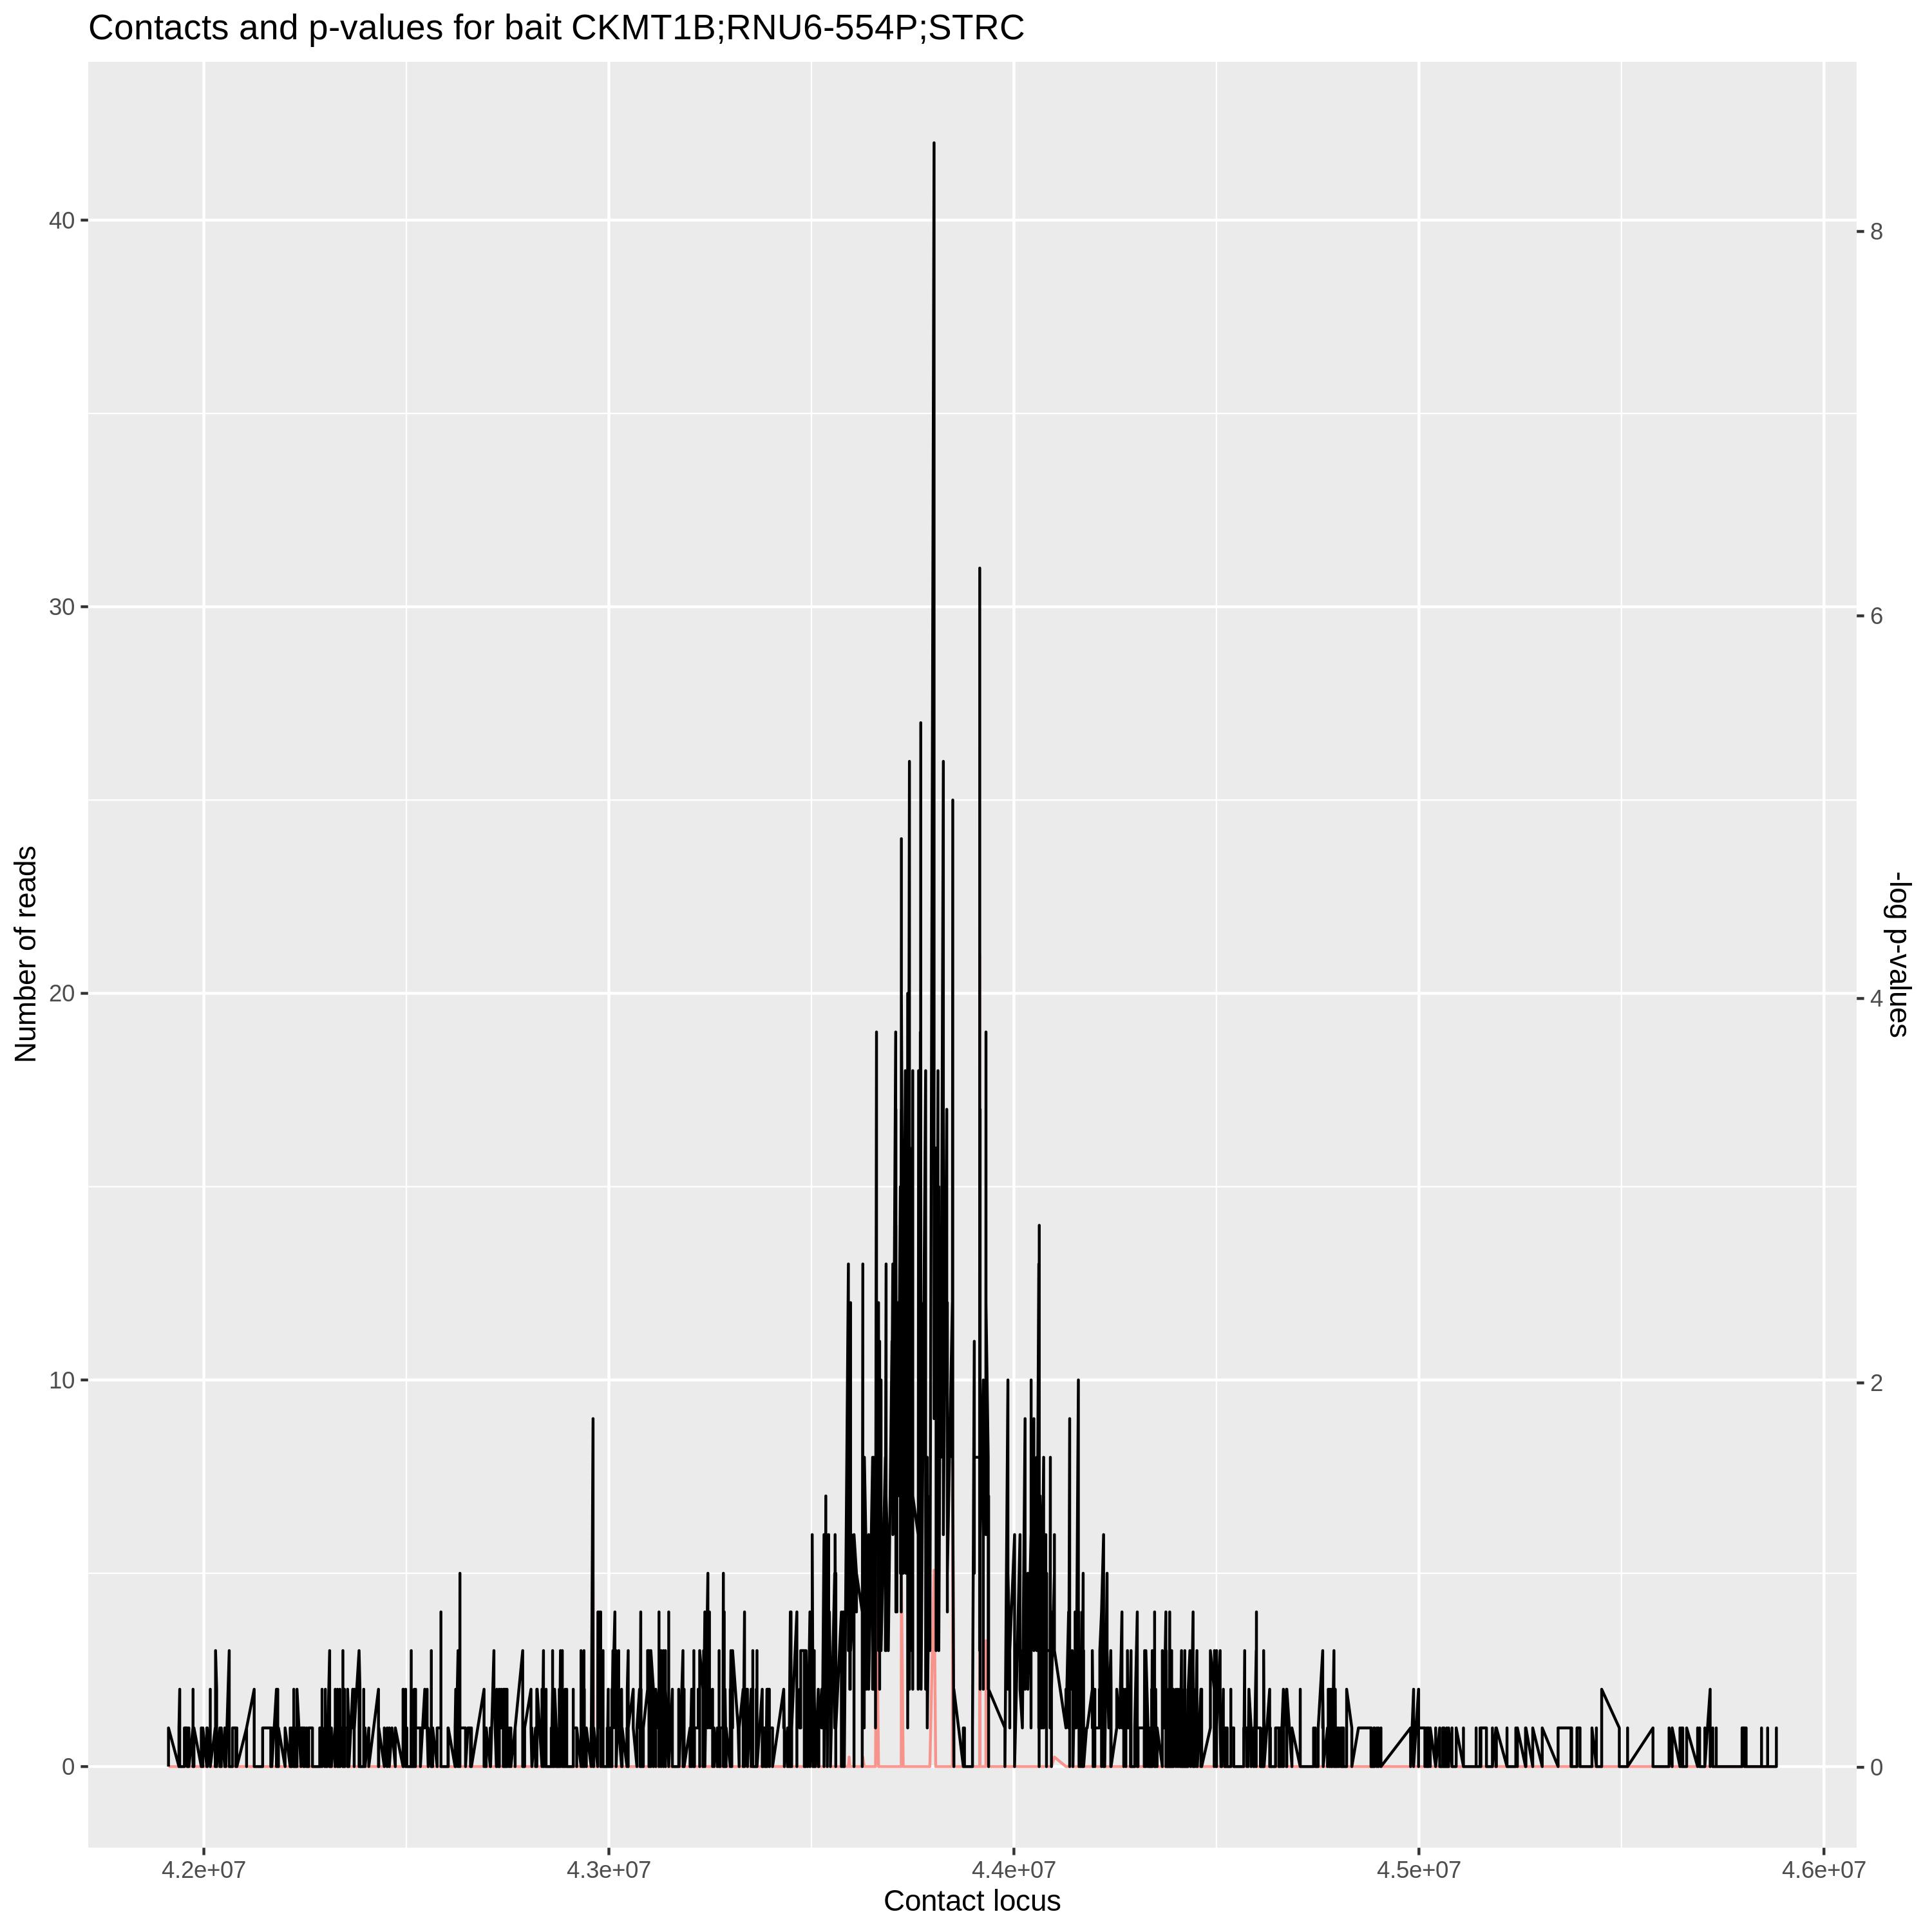 Contacts and p-values for bait CKMT1B;RNU6-554P;STRC
40
30
20
10
0
Number of reads
8
6
4
2
0
-log p-values
4.2e+07 4.3e+07 4.4e+07 4.5e+07 4.6e+07
Contact locus